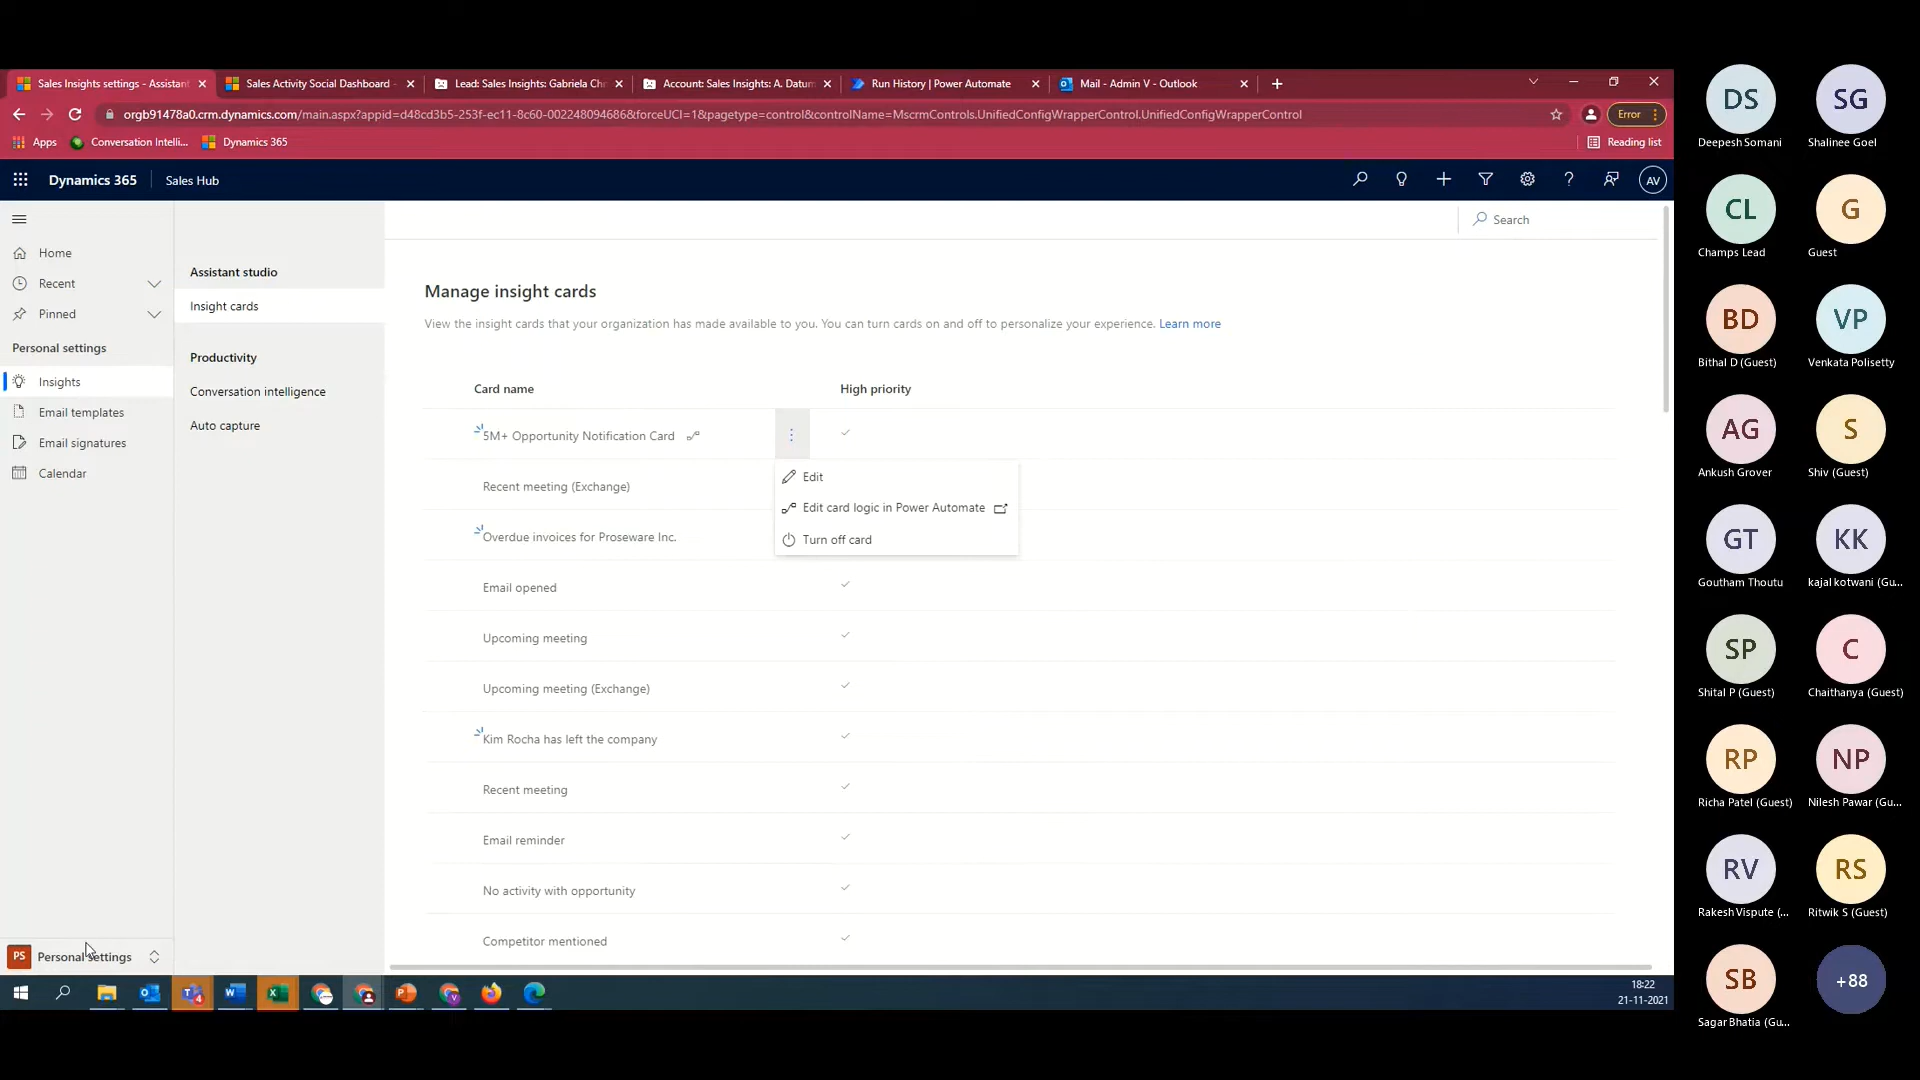 Sales Insights settings - Assistant
Sales Activity Social Dashboard -
Lead: Sales Insights: Gabriela Ch
Account: Sales Insights: A. Datum
Run History | Power Automate
Mail - Admin V - Outlook
orgb91478a0.crm.dynamics.com/main.aspx?appid=d48cd3b5-253f-ec11-8c60-002248094686&forceUCI=1&pagetype=control&controlName=MscrmControls.UnifiedConfigWrapperControl.UnifiedConfigWrapperControl
Error
Apps
Conversation Intelli...
Dynamics 365
Reading list
Dynamics 365
Sales Hub
AV
Home
Recent
Pinned
Personal settings
Insights
Email templates
Email signatures
Calendar
PS
Personal settings
Assistant studio
Insight cards
Productivity
Conversation intelligence
Auto capture
Search
Manage insight cards
View the insight cards that your organization has made available to you. You can turn cards on and off to personalize your experience. Learn more
Card name
High priority
5M+ Opportunity Notification Card
Edit
Edit card logic in Power Automate
Turn off card
Recent meeting (Exchange)
Overdue invoices for Proseware Inc.
Email opened
Upcoming meeting
Upcoming meeting (Exchange)
Kim Rocha has left the company
Recent meeting
Email reminder
No activity with opportunity
Competitor mentioned
4
18:22
21-11-2021
DS
Deepesh Somani
SG
Shalinee Goel
CL
Champs Lead
G
Guest
BD
Bithal D (Guest)
VP
Venkata Polisetty
AG
Ankush Grover
S
Shiv (Guest)
GT
Goutham Thoutu
KK
kajal kotwani (Gu...
SP
Shital P (Guest)
C
Chaithanya (Guest)
RP
Richa Patel (Guest)
NP
Nilesh Pawar (Gu...
RV
Rakesh Vispute (...
RS
Ritwik S (Guest)
SB
Sagar Bhatia (Gu...
+88